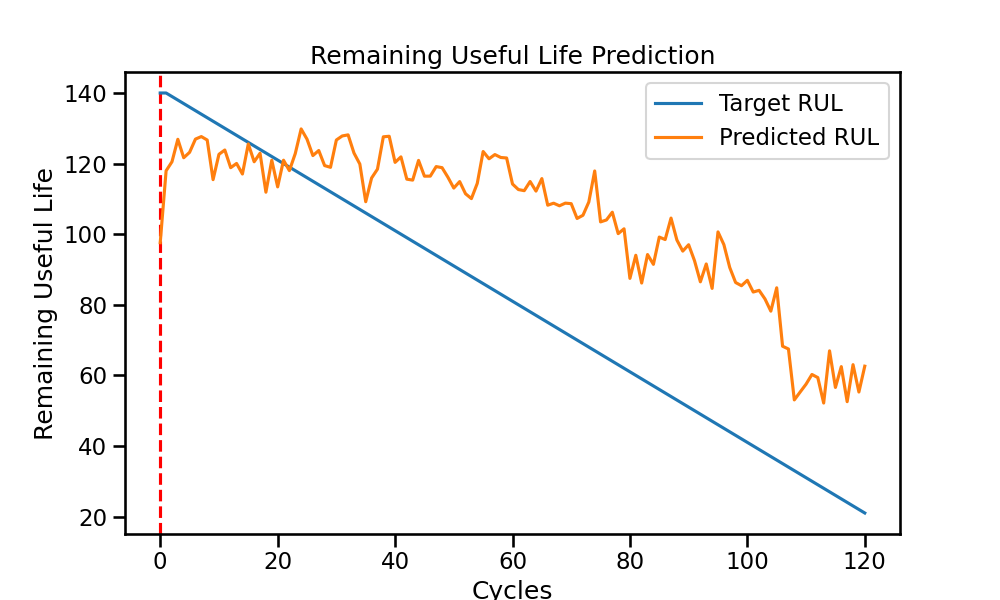 Remaining Useful Life Prediction
Target RUL
Predicted RUL
Remaining Useful Life
140
120
100
80
60
40
20
0 20 40 60 80 100 120
Cycles